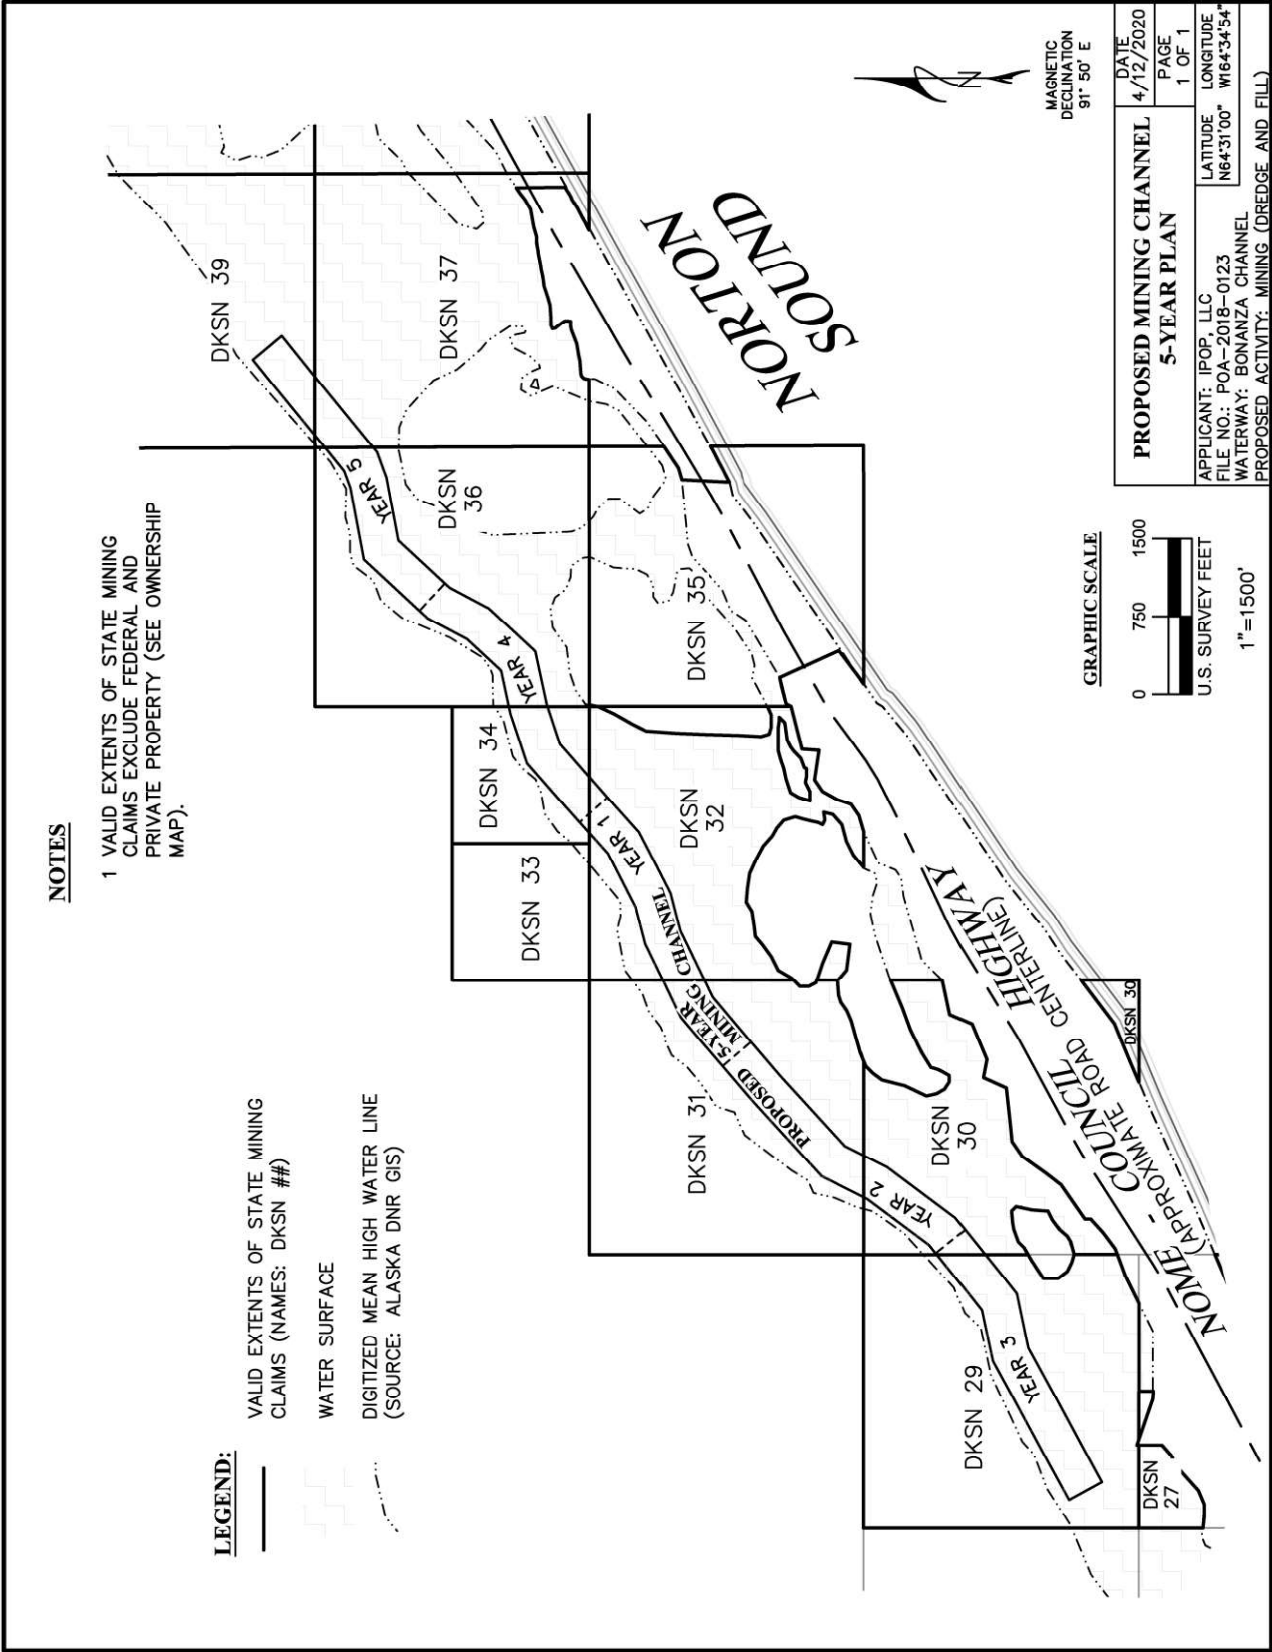 LEGEND:
VALID EXTENTS OF STATE MINING
CLAIMS (NAMES: DKSN ##)
WATER SURFACE
DIGITIZED MEAN HIGH WATER LINE
(SOURCE: ALASKA DNR GIS)
NOTES
1 VALID EXTENTS OF STATE MINING
CLAIMS EXCLUDE FEDERAL AND
PRIVATE PROPERTY (SEE OWNERSHIP
MAP).
DKSN 39
DKSN 37
DKSN
36
YEAR 5
YEAR 4
DKSN 34
DKSN 33
DKSN 35
DKSN
32
YEAR 1
PROPOSED 5-YEAR
MINING CHANNEL
DKSN 31
YEAR 2
DKSN
30
DKSN 30
YEAR 3
DKSN 29
DKSN
27
NORTON
SOUND
NOME - COUNCIL HIGHWAY
(APPROXIMATE ROAD CENTERLINE)
N
MAGNETIC
DECLINATION
91° 50' E
GRAPHIC SCALE
0 750 1500
U.S. SURVEY FEET
1"=1500'
PROPOSED MINING CHANNEL
5-YEAR PLAN
DATE
4/12/2020
PAGE
1 OF 1
APPLICANT: IPOP, LLC
FILE NO.: POA-2018-0123
WATERWAY: BONANZA CHANNEL
PROPOSED ACTIVITY: MINING (DREDGE AND FILL)
LATITUDE
N64°31'00"
LONGITUDE
W164°34'54"